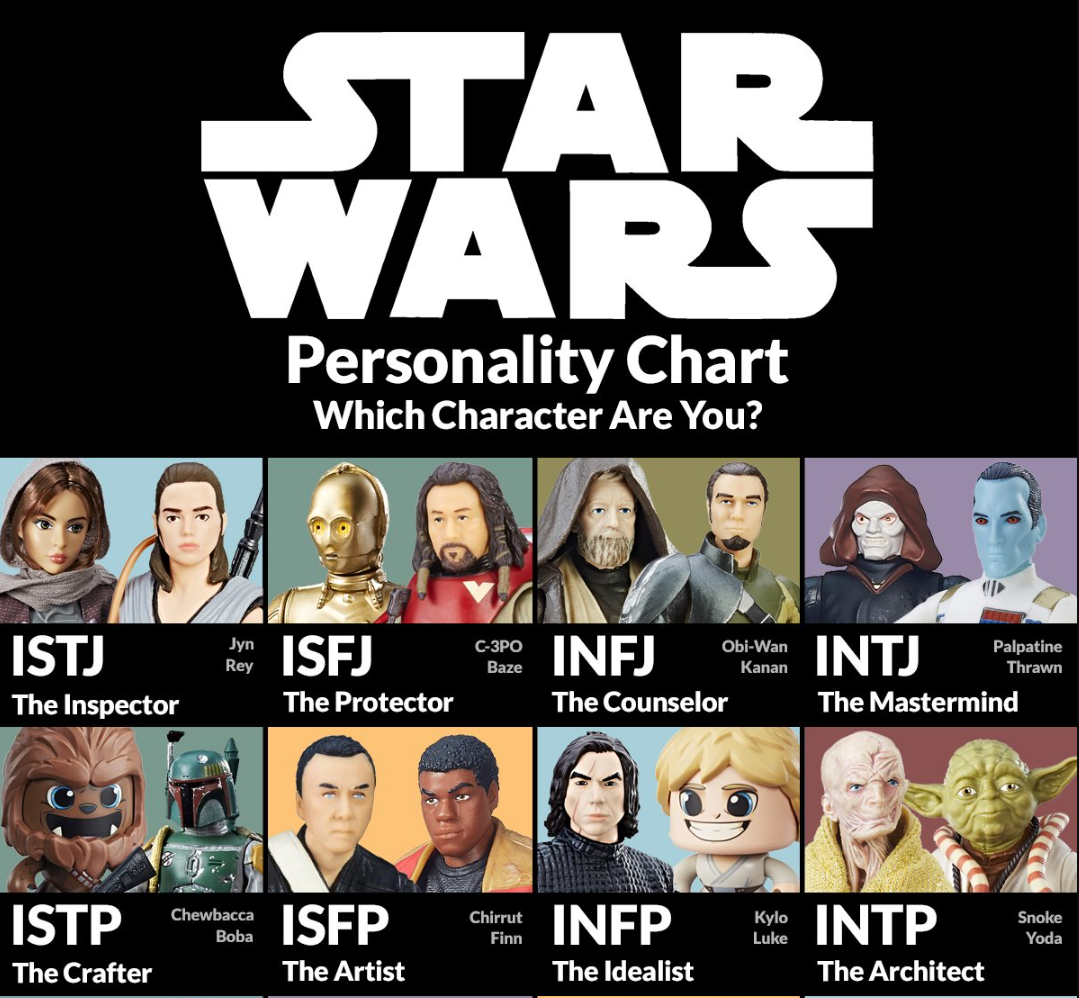 STAR
WARS
Personality Chart
Which Character Are You?
ISTJ
Jyn
Rey
The Inspector
ISFJ
C-3PO
Baze
The Protector
INFJ
Obi-Wan
Kanan
The Counselor
INTJ
Palpatine
Thrawn
The Mastermind
ISTP
Chewbacca
Boba
The Crafter
ISFP
Chirrut
Finn
The Artist
INFP
Kylo
Luke
The Idealist
INTP
Snoke
Yoda
The Architect